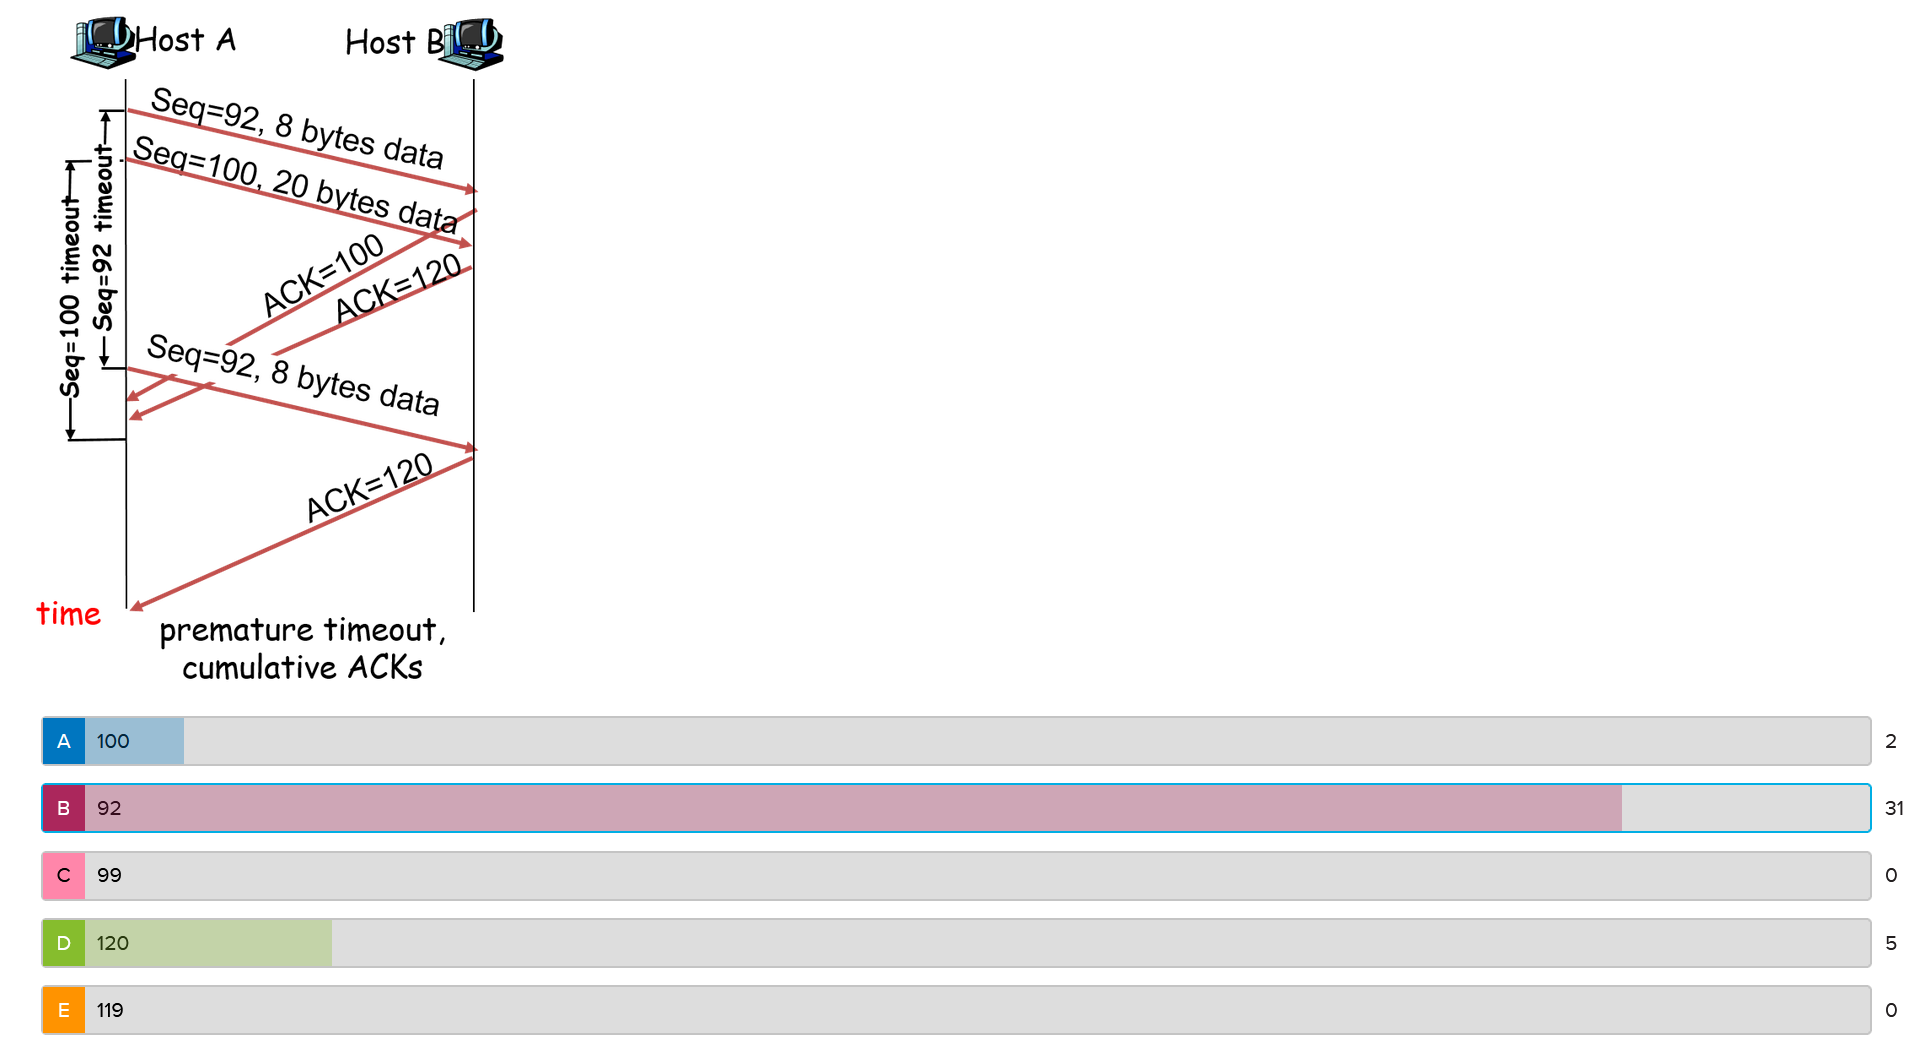 Host A
Host B
Seq=92, 8 bytes data
Seq=100, 20 bytes data
Seq=100 timeout
Seq=92 timeout
ACK=100
ACK=120
Seq=92, 8 bytes data
ACK=120
time
premature timeout,
cumulative ACKs
A 100 2
B 92 31
C 99 0
D 120 5
E 119 0